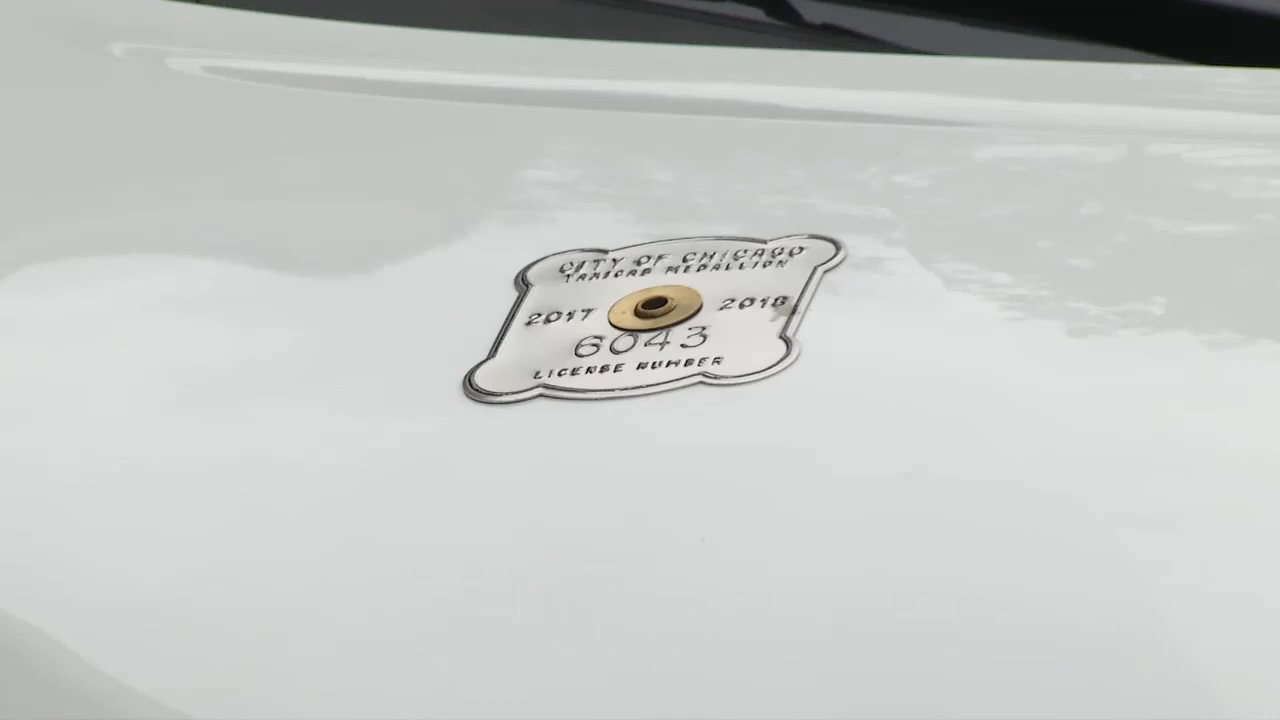 CITY OF CHICAGO
TAXICAB MEDALLION
2017 2018
6043
LICENSE NUMBER